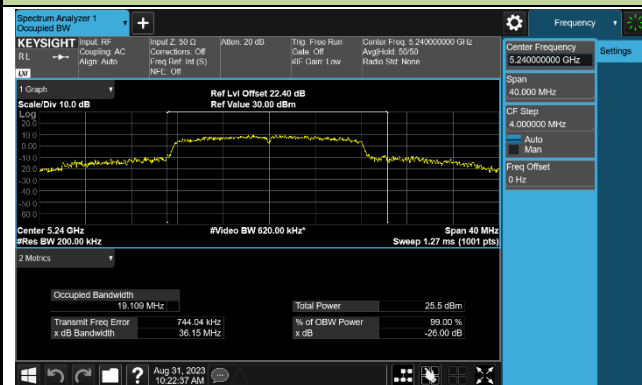 Spectrum Analyzer 1
Occupied BW
Frequency
KEYSIGHT
RL
LXI
Input: RF
Coupling: AC
Align: Auto
Input Z: 50 Ω
Corrections: Off
Freq Ref: Int (S)
NFE: Off
Atten: 20 dB
Trig: Free Run
Gate: Off
#IF Gain: Low
Center Freq: 5.240000000 GHz
Avg|Hold: 50/50
Radio Std: None
Center Frequency
5.240000000 GHz
Settings
Span
40.000 MHz
CF Step
4.000000 MHz
Auto
Man
Freq Offset
0 Hz
1 Graph
Scale/Div 10.0 dB
Ref Lvl Offset 22.40 dB
Ref Value 30.00 dBm
Log
20.0
10.0
0.00
-10.0
-20.0
-30.0
-40.0
-50.0
-60.0
Center 5.24 GHz
#Res BW 200.00 kHz
#Video BW 620.00 kHz*
Span 40 MHz
Sweep 1.27 ms (1001 pts)
2 Metrics
Occupied Bandwidth
19.109 MHz
Total Power 25.5 dBm
Transmit Freq Error 744.04 kHz
% of OBW Power 99.00 %
x dB Bandwidth 36.15 MHz
x dB -26.00 dB
?
Aug 31, 2023
10:22:37 AM